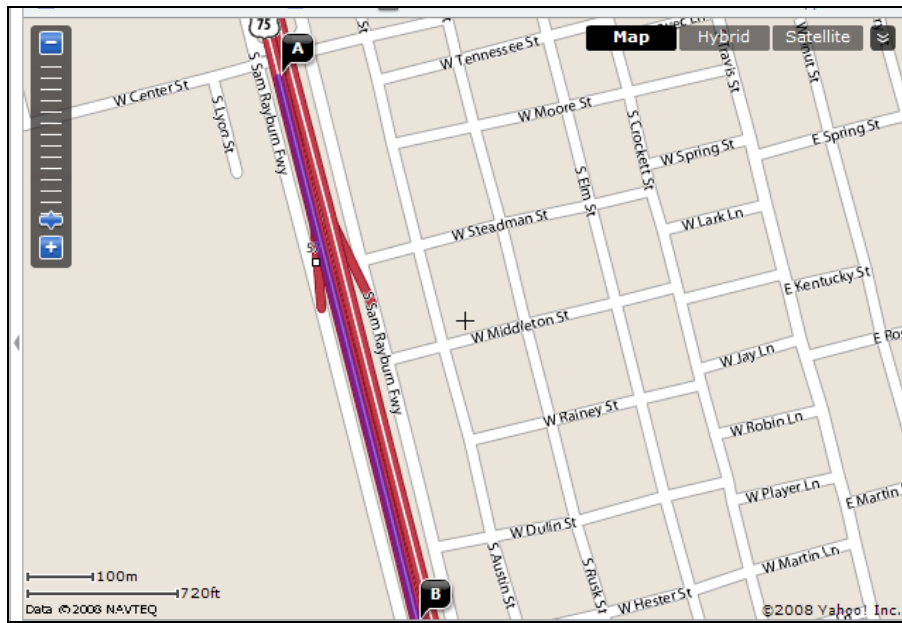 75
St
A
W Tennessee St
Map
Hybrid
Satellite
S Sam Rayburn Fwy
W Center St
S Lyon St
W Moore St
S Crockett St
Travis St
E Spring St
W Spring St
S Elm St
W Steadman St
W Lark Ln
E Kentucky St
S Sam Rayburn Fwy
W Middleton St
W Jay Ln
W Rainey St
W Robin Ln
W Player Ln
E Martin
W Dulin St
S Austin St
S Rusk St
W Martin Ln
W Hester St
B
100m
720ft
Data ©2008 NAVTEQ
©2008 Yahoo! Inc.